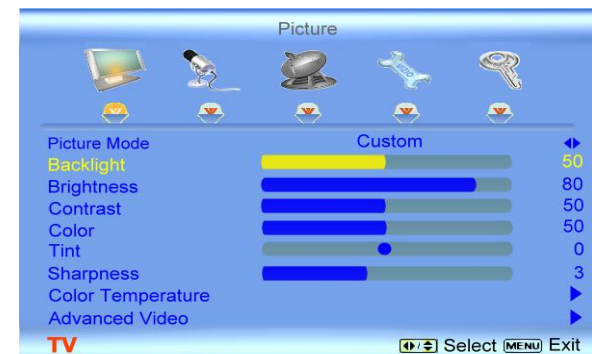 Picture
Picture Mode Custom
Backlight 50
Brightness 80
Contrast 50
Color 50
Tint 0
Sharpness 3
Color Temperature
Advanced Video
TV Select MENU Exit